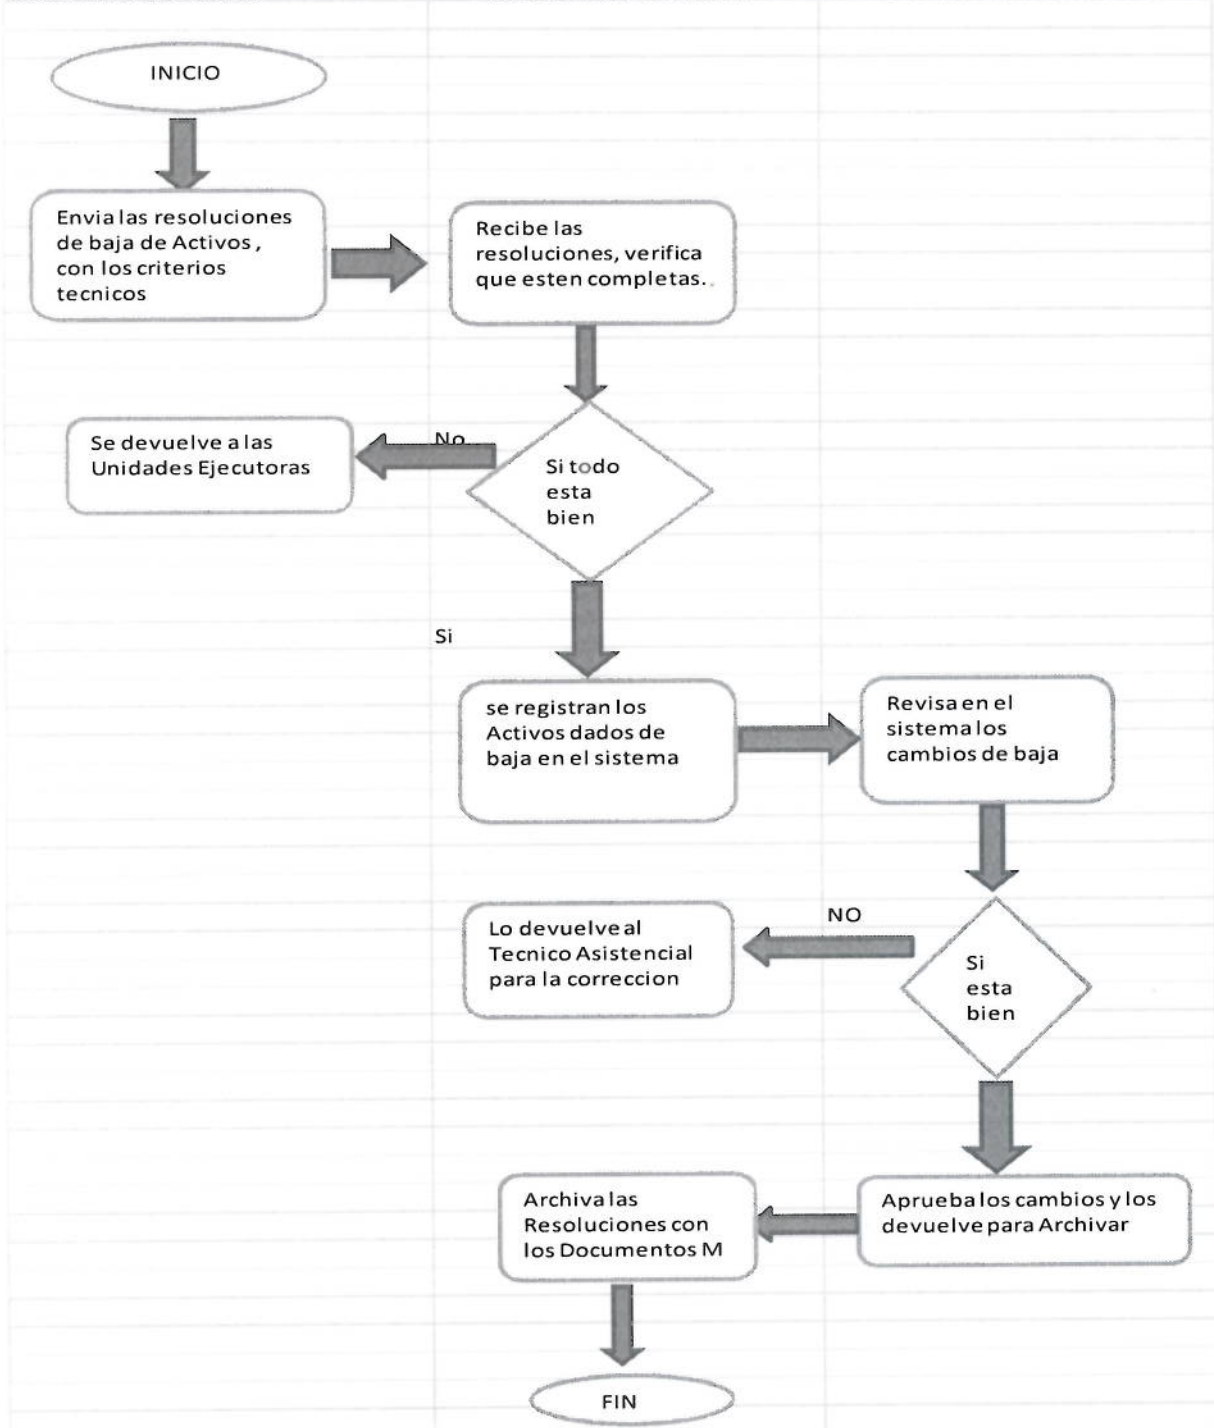 INICIO
Envia las resoluciones
de baja de Activos ,
con los criterios
tecnicos
Recibe las
resoluciones, verifica
que esten completas.
No
Se devuelve a las
Unidades Ejecutoras
Si todo
esta
bien
Si
se registran los
Activos dados de
baja en el sistema
Revisa en el
sistema los
cambios de baja
NO
Lo devuelve al
Tecnico Asistencial
para la correccion
Si
esta
bien
Archiva las
Resoluciones con
los Documentos M
Aprueba los cambios y los
devuelve para Archivar
FIN